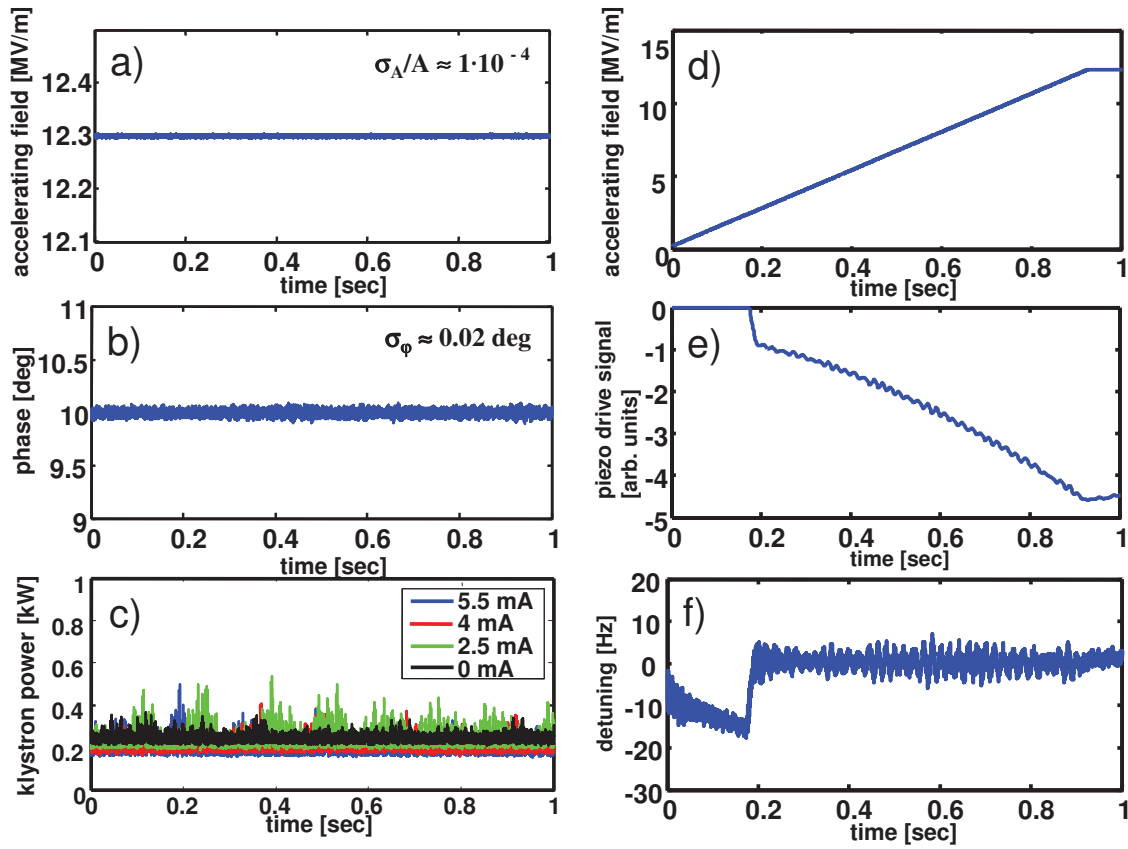 a)
σA/A ≈ 1·10 - 4
accelerating field [MV/m]
12.4
12.3
12.2
12.1
0 0.2 0.4 0.6 0.8 1
time [sec]
b)
σφ ≈ 0.02 deg
phase [deg]
11
10.5
10
9.5
9
0 0.2 0.4 0.6 0.8 1
time [sec]
c)
klystron power [kW]
1
0.8
0.6
0.4
0.2
0
5.5 mA
4 mA
2.5 mA
0 mA
0 0.2 0.4 0.6 0.8 1
time [sec]
d)
accelerating field [MV/m]
15
10
5
0
0 0.2 0.4 0.6 0.8 1
time [sec]
e)
piezo drive signal
[arb. units]
0
-1
-2
-3
-4
-5
0 0.2 0.4 0.6 0.8 1
time [sec]
f)
detuning [Hz]
20
10
0
-10
-20
-30
0 0.2 0.4 0.6 0.8 1
time [sec]